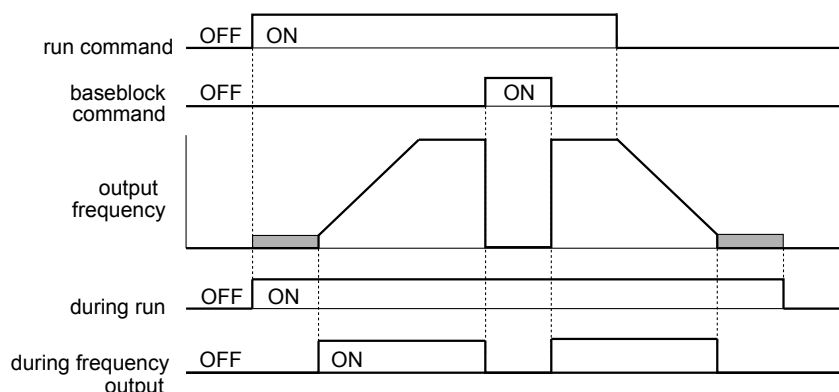 run command OFF ON
baseblock
command
OFF ON
output
frequency
during run OFF ON
during frequency
output
OFF ON